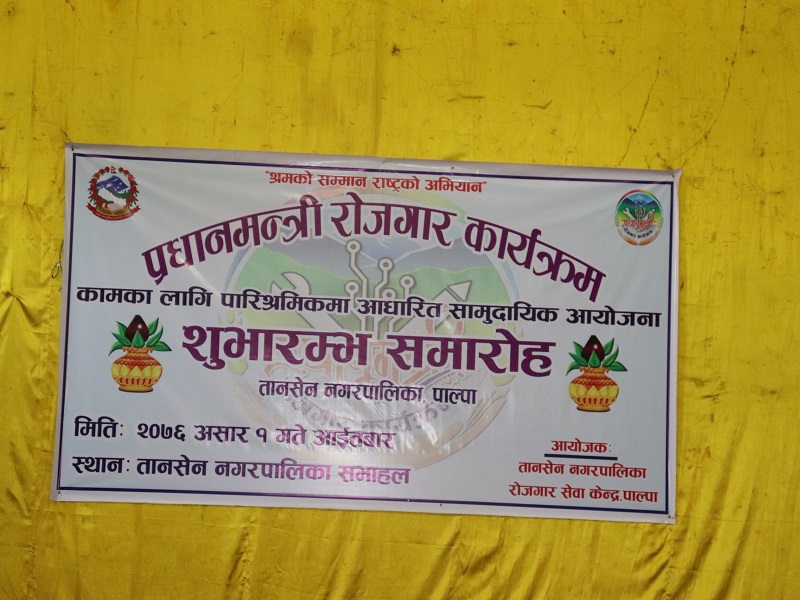 "श्रमको सम्मान राष्ट्रको अभियान"
प्रधानमन्त्री रोजगार कार्यक्रम
कामका लागि पारिश्रमिकमा आधारित सामुदायिक आयोजना
शुभारम्भ समारोह
तानसेन नगरपालिका, पाल्पा
मितिः २०७६ असार १ गते आईतबार
स्थानः तानसेन नगरपालिका सभाहल
आयोजकः
तानसेन नगरपालिका
रोजगार सेवा केन्द्र,पाल्पा